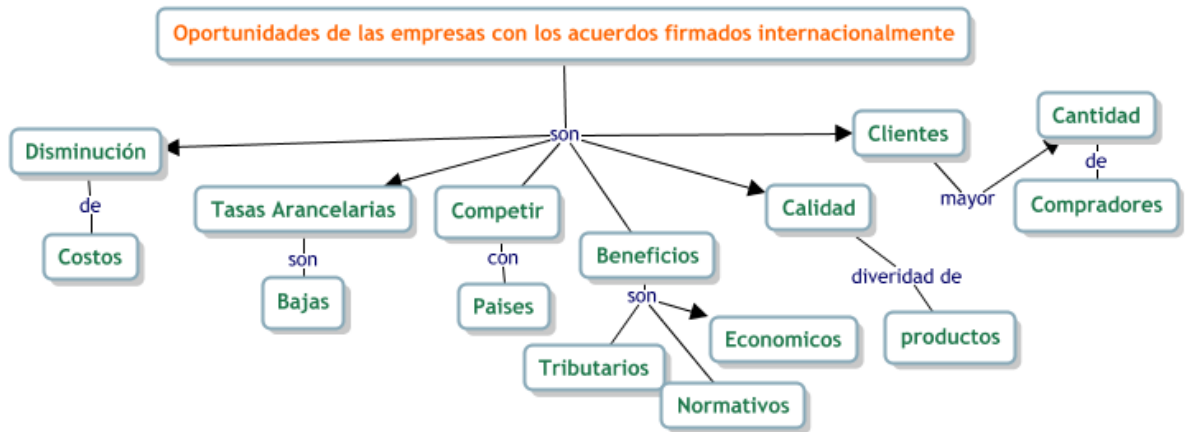 Oportunidades de las empresas con los acuerdos firmados internacionalmente
son
Disminución
de
Costos
Tasas Arancelarias
son
Bajas
Competir
con
Paises
Beneficios
son
Tributarios
Normativos
Economicos
Calidad
diveridad de
productos
Clientes
mayor
Cantidad
de
Compradores